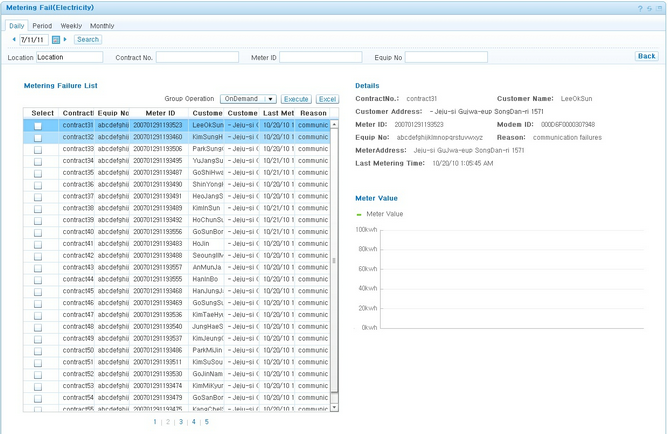 Metering Fail(Electricity)
Daily Period Weekly Monthly
7/11/11 Search
Location Location Contract No. Meter ID Equip No Back
Metering Failure List
Group Operation OnDemand Execute Excel
Select Contract Equip No Meter ID Custome Custome Last Met Reason
contract31 abcdefghij 200701291193523 LeeOkSun - Jeju-si G 10/20/10 1 communic
contract32 abcdefghij 200701291193460 KimSungH - Jeju-si G 10/20/10 1 communic
contract33 abcdefghij 200701291193506 ParkSung - Jeju-si G 10/20/10 1 communic
contract34 abcdefghij 200701291193495 YuJangSu - Jeju-si G 10/21/10 1 communic
contract35 abcdefghij 200701291193487 GoShiHwa - Jeju-si G 10/21/10 1 communic
contract36 abcdefghij 200701291193490 ShinYong - Jeju-si G 10/20/10 1 communic
contract37 abcdefghij 200701291193491 HeoJang - Jeju-si G 10/20/10 1 communic
contract38 abcdefghij 200701291193489 KimInSun - Jeju-si G 10/21/10 1 communic
contract39 abcdefghij 200701291193492 HoChunSu - Jeju-si G 10/20/10 1 communic
contract40 abcdefghij 200701291193556 GoSunBor - Jeju-si G 10/21/10 1 communic
contract41 abcdefghij 200701291193483 HoJin - Jeju-si G 10/20/10 1 communic
contract42 abcdefghij 200701291193488 - Jeju-si G 10/20/10 1 communic
contract43 abcdefghij 200701291193557 AnMunJa - Jeju-si G 10/20/10 1 communic
contract44 abcdefghij 200701291193555 HanInBo - Jeju-si G 10/20/10 1 communic
contract45 abcdefghij 200701291193468 HanJung - Jeju-si G 10/20/10 1 communic
contract46 abcdefghij 200701291193469 GoSungSu - Jeju-si G 10/20/10 1 communic
contract47 abcdefghij 200701291193536 KimTaeHy - Jeju-si G 10/20/10 1 communic
contract48 abcdefghij 200701291193540 JungHaeS - Jeju-si G 10/20/10 1 communic
contract49 abcdefghij 200701291193537 KimJeung - Jeju-si G 10/20/10 1 communic
contract50 abcdefghij 200701291193486 ParkMiJin - Jeju-si G 10/20/10 1 communic
contract51 abcdefghij 200701291193511 KimSuSou - Jeju-si G 10/20/10 1 communic
contract52 abcdefghij 200701291193530 GoJinNam - Jeju-si G 10/20/10 1 communic
contract53 abcdefghij 200701291193474 KimMiKyur - Jeju-si G 10/20/10 1 communic
contract54 abcdefghij 200701291193479 GoSanBor - Jeju-si G 10/20/10 1 communic
contract55 abcdefghij 200701291193475 - Jeju-si G 10/20/10 1 communic
1 2 3 4 5
Details
ContractNo.: contract31 Customer Name: LeeOkSun
Customer Address: - Jeju-si Gujwa-eup SongDan-ri 1571
Meter ID: 200701291193523 Modem ID: 000D6F0000307948
Equip No: abcdefghijklmnopqrstuvwxyz Reason: communication failures
MeterAddress: Jeju-si GuJwa-eup SongDan-ri 1571
Last Metering Time: 10/20/10 1:05:45 AM
Meter Value
Meter Value
100kwh
80kwh
60kwh
40kwh
20kwh
0kwh